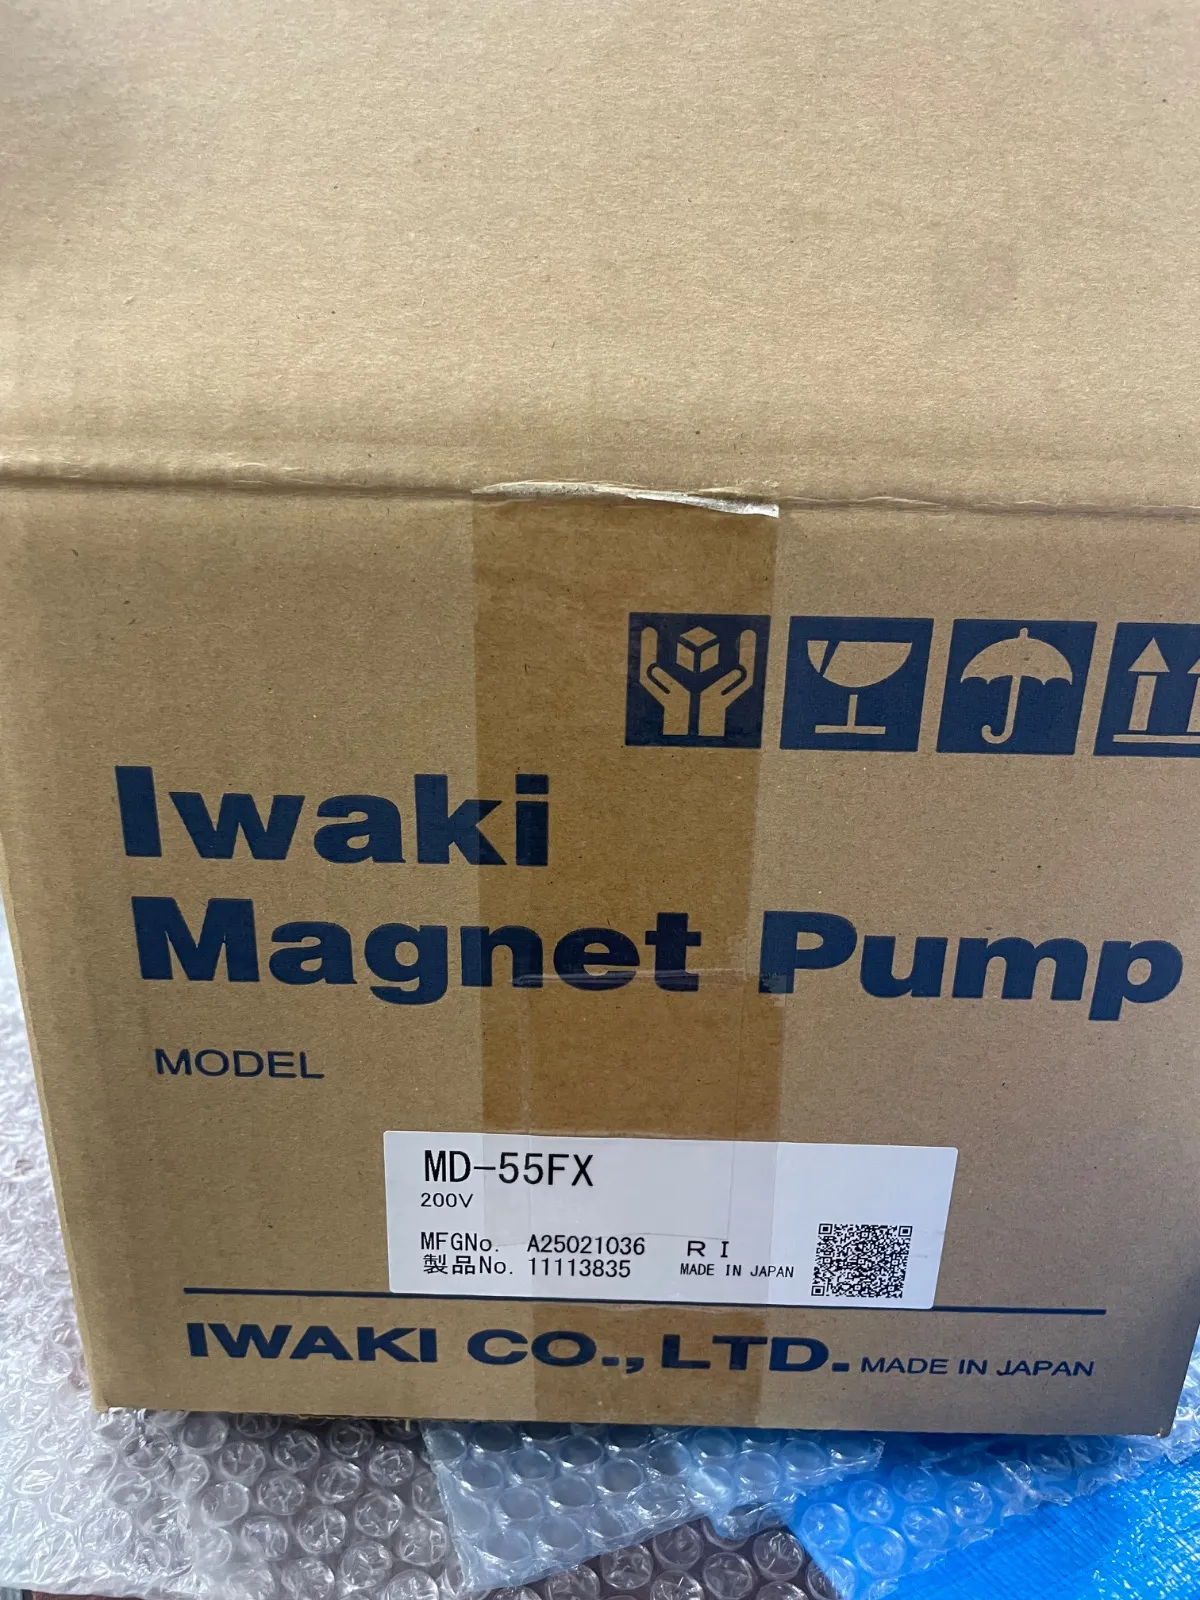 Iwaki
Magnet Pump
MODEL
MD-55FX
200V
MFGNo. A25021036 RI
製品No. 11113835 MADE IN JAPAN
IWAKI CO., LTD. MADE IN JAPAN